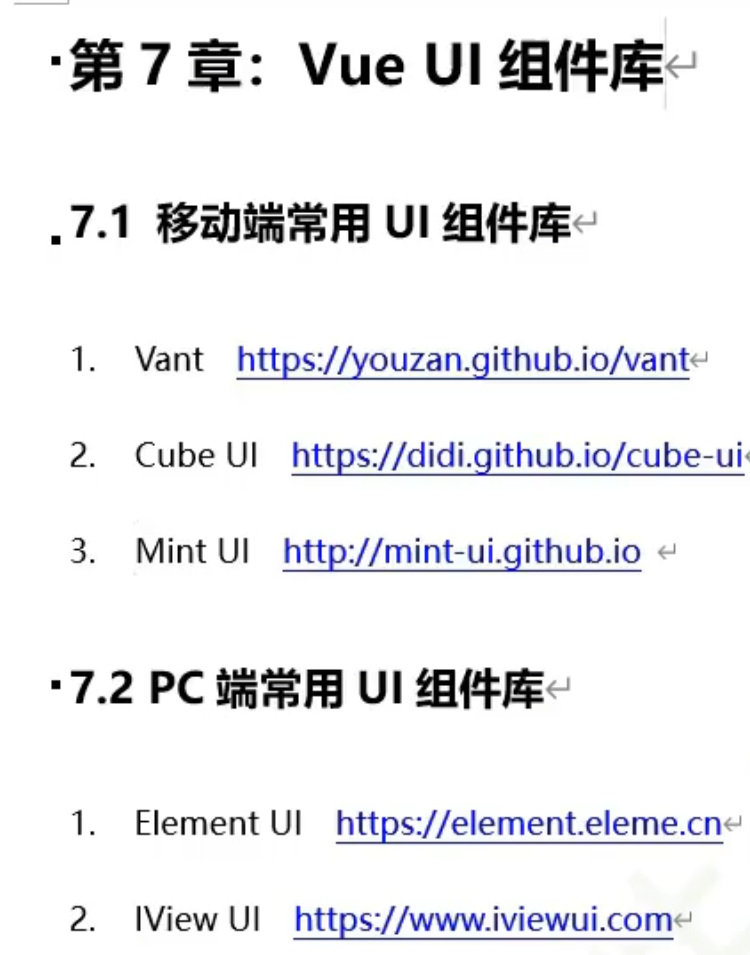 第 7 章：Vue UI 组件库
7.1 移动端常用 UI 组件库
1. Vant https://youzan.github.io/vant
2. Cube UI https://didi.github.io/cube-ui
3. Mint UI http://mint-ui.github.io
7.2 PC 端常用 UI 组件库
1. Element UI https://element.eleme.cn
2. IView UI https://www.iviewui.com